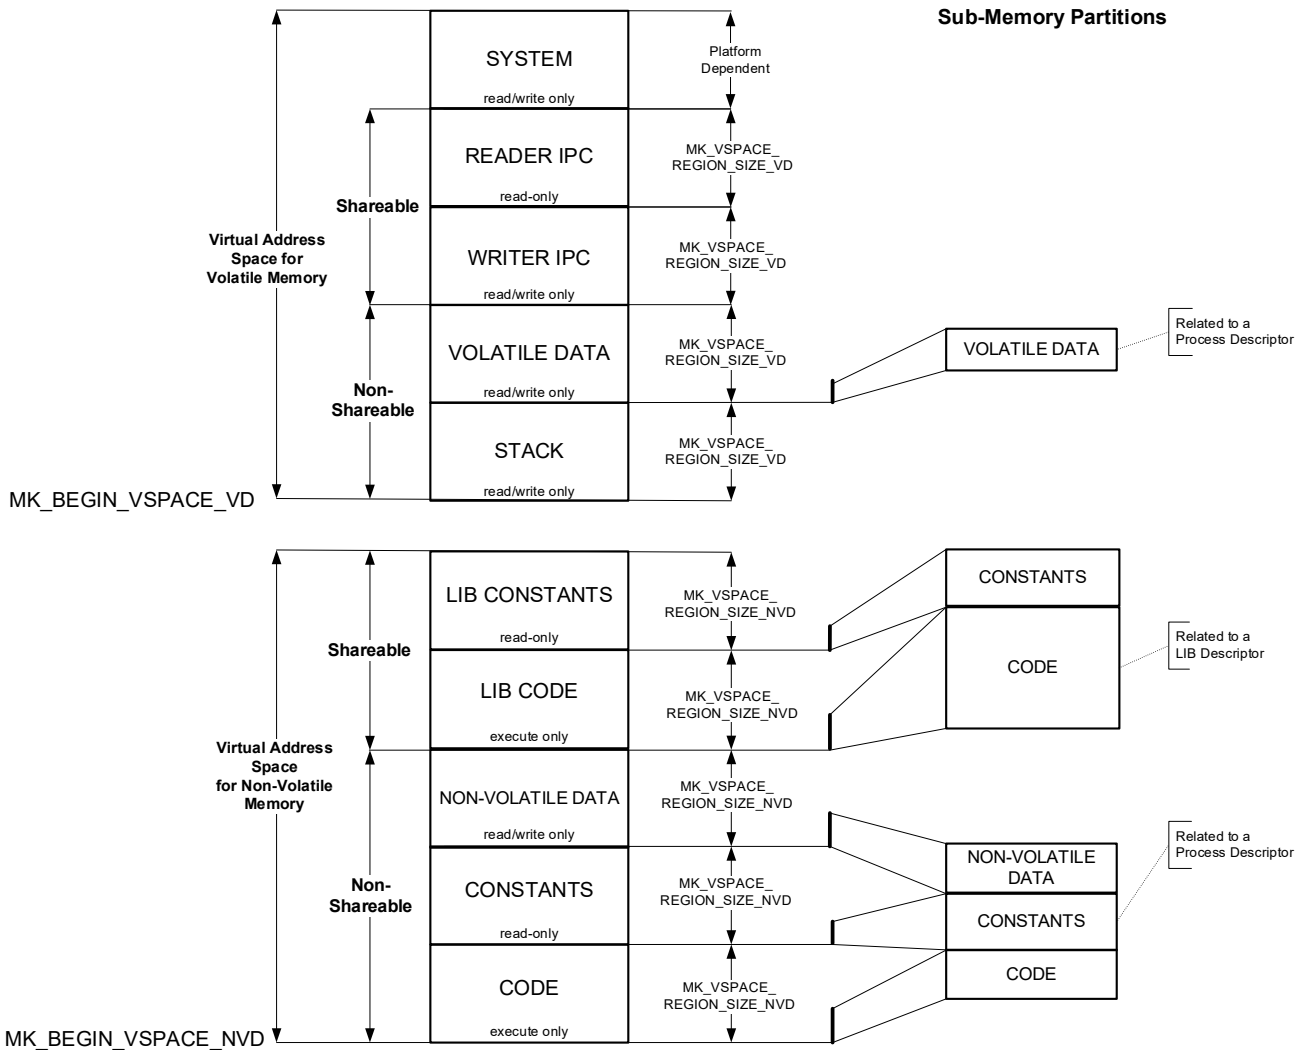 Sub-Memory Partitions
SYSTEM
read/write only
Platform
Dependent
READER IPC
read-only
MK_VSPACE_
REGION_SIZE_VD
Shareable
Virtual Address
Space for
Volatile Memory
WRITER IPC
read/write only
MK_VSPACE_
REGION_SIZE_VD
VOLATILE DATA
read/write only
MK_VSPACE_
REGION_SIZE_VD
VOLATILE DATA
Related to a
Process Descriptor
Non-
Shareable
STACK
read/write only
MK_VSPACE_
REGION_SIZE_VD
MK_BEGIN_VSPACE_VD
LIB CONSTANTS
read-only
MK_VSPACE_
REGION_SIZE_NVD
CONSTANTS
Shareable
LIB CODE
execute only
MK_VSPACE_
REGION_SIZE_NVD
CODE
Related to a
LIB Descriptor
Virtual Address
Space
for Non-Volatile
Memory
NON-VOLATILE DATA
read/write only
MK_VSPACE_
REGION_SIZE_NVD
NON-VOLATILE
DATA
Related to a
Process Descriptor
Non-
Shareable
CONSTANTS
read-only
MK_VSPACE_
REGION_SIZE_NVD
CONSTANTS
CODE
execute only
MK_VSPACE_
REGION_SIZE_NVD
CODE
MK_BEGIN_VSPACE_NVD